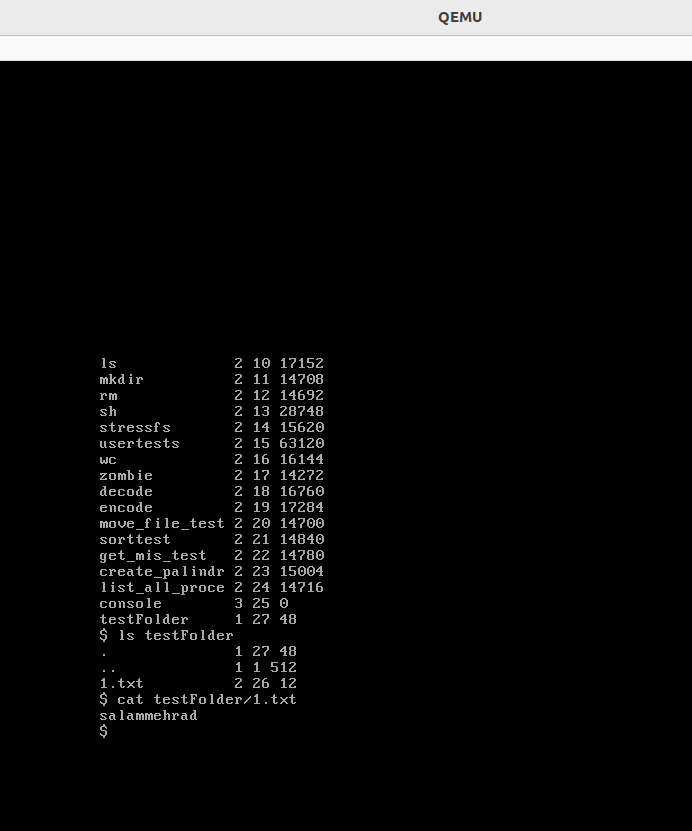 QEMU
ls 2 10 17152
mkdir 2 11 14708
rm 2 12 14692
sh 2 13 28748
stressfs 2 14 15620
usertests 2 15 63120
wc 2 16 16144
zombie 2 17 14272
decode 2 18 16760
encode 2 19 17284
move_file_test 2 20 14700
sorttest 2 21 14840
get_mis_test 2 22 14780
create_palindr 2 23 15004
list_all_proce 2 24 14716
console 3 25 0
testFolder 1 27 48
$ ls testFolder
. 1 27 48
.. 1 1 512
1.txt 2 26 12
$ cat testFolder/1.txt
salammehrad
$